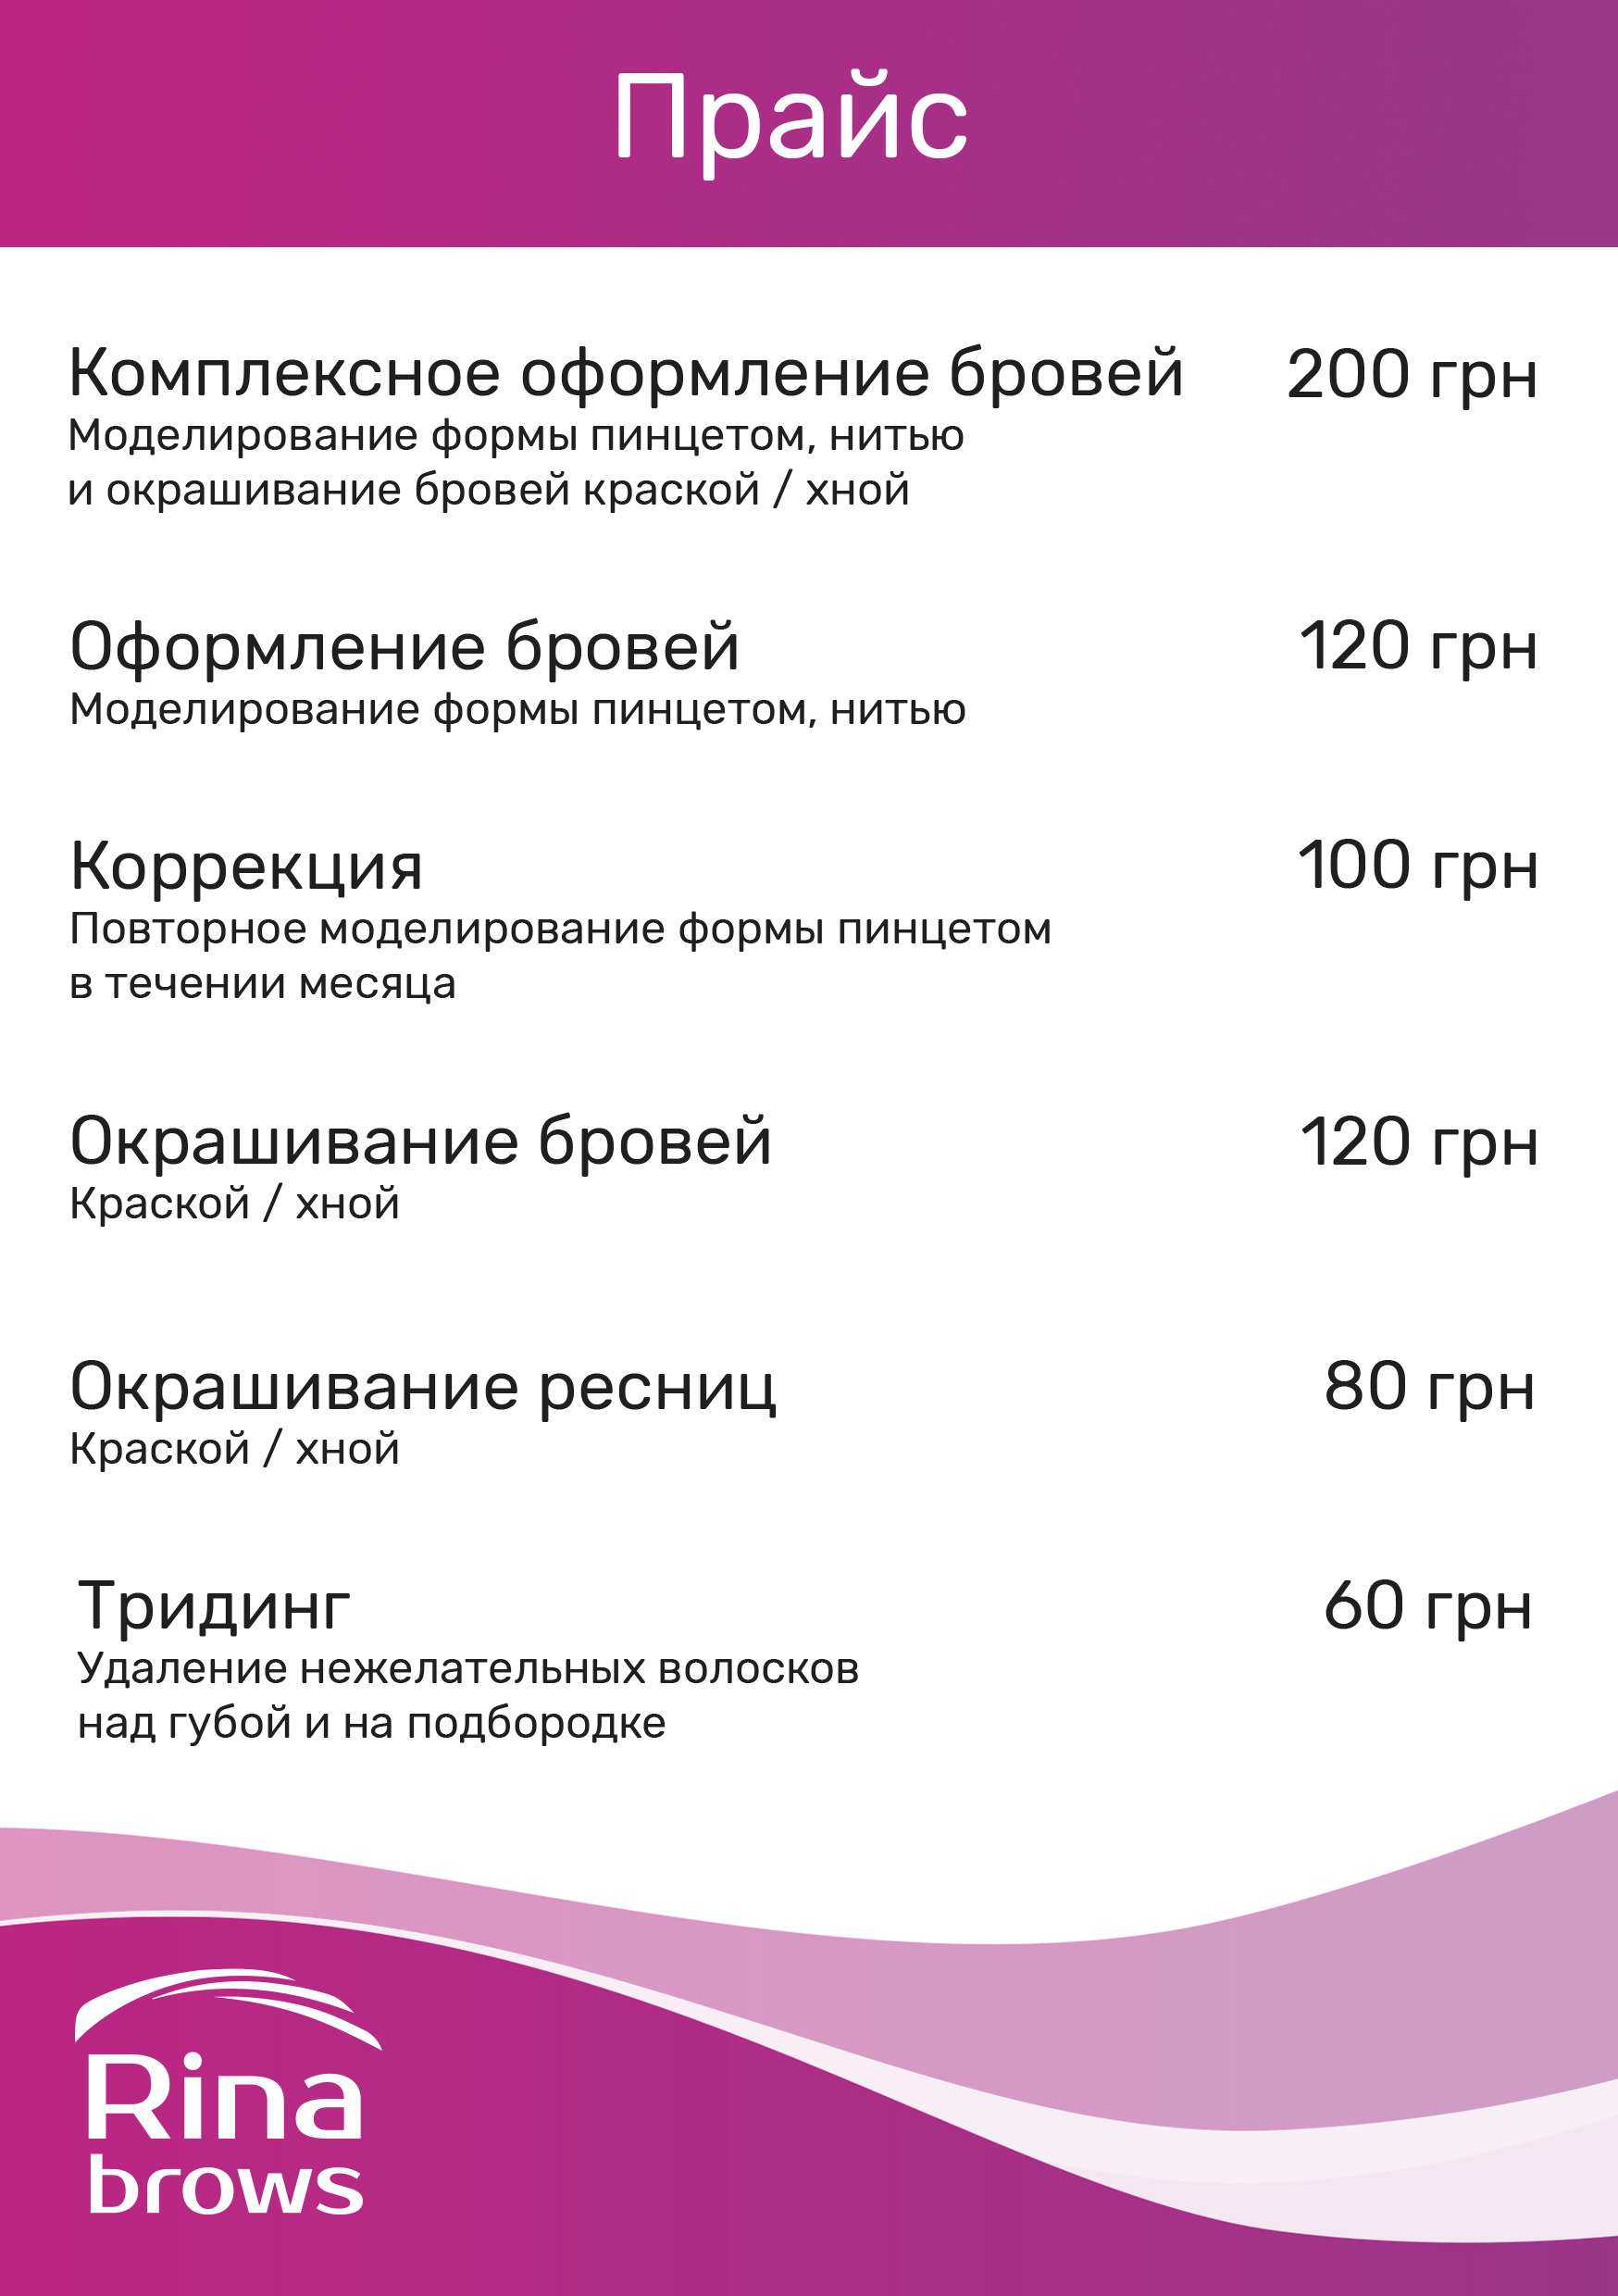 Прайс
Комплексное оформление бровей 200 грн
Моделирование формы пинцетом, нитью
и окрашивание бровей краской / хной
Оформление бровей 120 грн
Моделирование формы пинцетом, нитью
Коррекция 100 грн
Повторное моделирование формы пинцетом
в течении месяца
Окрашивание бровей 120 грн
Краской / хной
Окрашивание ресниц 80 грн
Краской / хной
Тридинг 60 грн
Удаление нежелательных волосков
над губой и на подбородке
Rina
brows